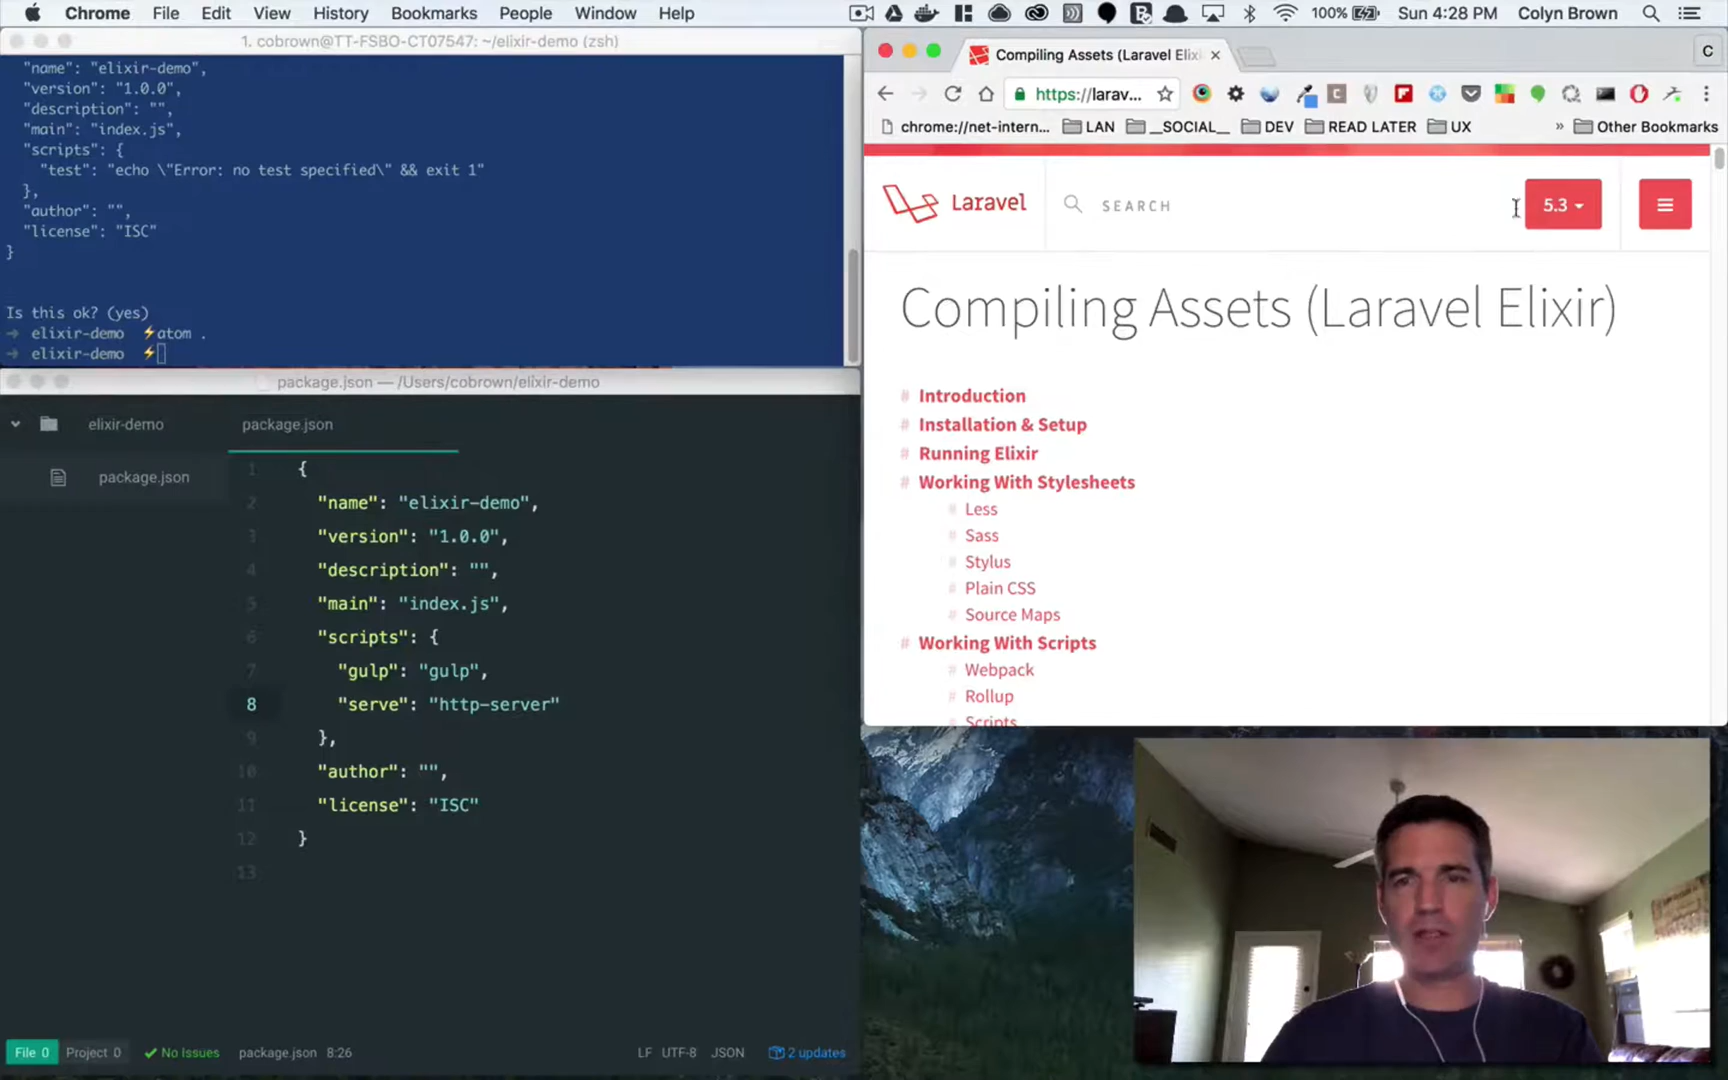 Chrome File Edit View History Bookmarks People Window Help 100% Sun 4:28 PM Colyn Brown
1. cobrown@TT-FSBO-CT07547: ~/elixir-demo (zsh)
"name": "elixir-demo",
"version": "1.0.0",
"description": "",
"main": "index.js",
"scripts": {
"test": "echo \"Error: no test specified\" && exit 1"
},
"author": "",
"license": "ISC"
}
Is this ok? (yes)
→ elixir-demo ⚡atom .
→ elixir-demo ⚡
package.json — /Users/cobrown/elixir-demo
elixir-demo
package.json
package.json
1 {
2 "name": "elixir-demo",
3 "version": "1.0.0",
4 "description": "",
5 "main": "index.js",
6 "scripts": {
7 "gulp": "gulp",
8 "serve": "http-server"
9 },
10 "author": "",
11 "license": "ISC"
12 }
13
File 0 Project 0 No Issues package.json 8:26 LF UTF-8 JSON 2 updates
Compiling Assets (Laravel Elixi × C
https://larav...
chrome://net-intern... LAN __SOCIAL__ DEV READ LATER UX » Other Bookmarks
Laravel SEARCH 5.3
Compiling Assets (Laravel Elixir)
# Introduction
# Installation & Setup
# Running Elixir
# Working With Stylesheets
# Less
# Sass
# Stylus
# Plain CSS
# Source Maps
# Working With Scripts
# Webpack
# Rollup
# Scripts